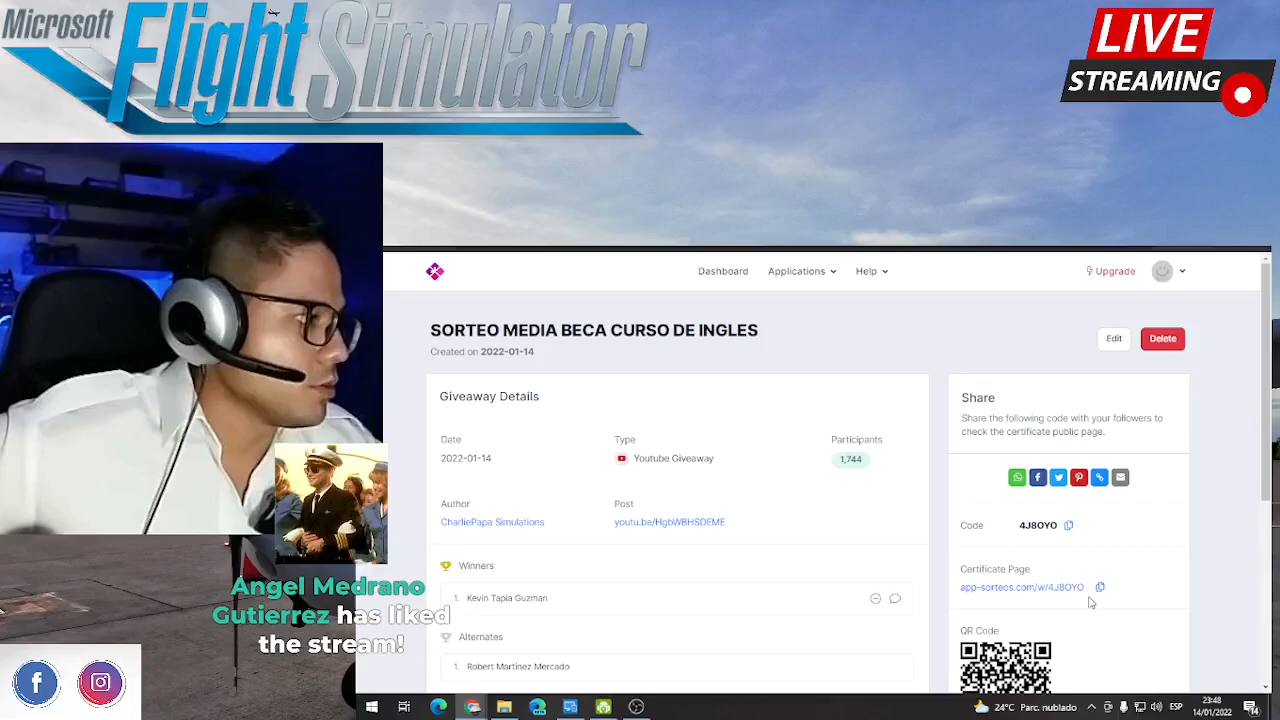 Microsoft
Flight Simulator
LIVE
STREAMING
Dashboard Applications Help Upgrade
SORTEO MEDIA BECA CURSO DE INGLES
Created on 2022-01-14
Edit Delete
Giveaway Details
Date Type Participants
2022-01-14 Youtube Giveaway 1,744
Author Post
CharliePapa Simulations youtu.be/HgbWBHSDEME
Winners
1. Kevin Tapia Guzman
Alternates
1. Robert Martinez Mercado
Share
Share the following code with your followers to
check the certificate public page.
Code 4J8OYO
Certificate Page
app-sorteos.com/w/4J8OYO
QR Code
Angel Medrano
Gutierrez has liked
the stream!
24°C Parc. nublado ESP 23:48
14/01/2022